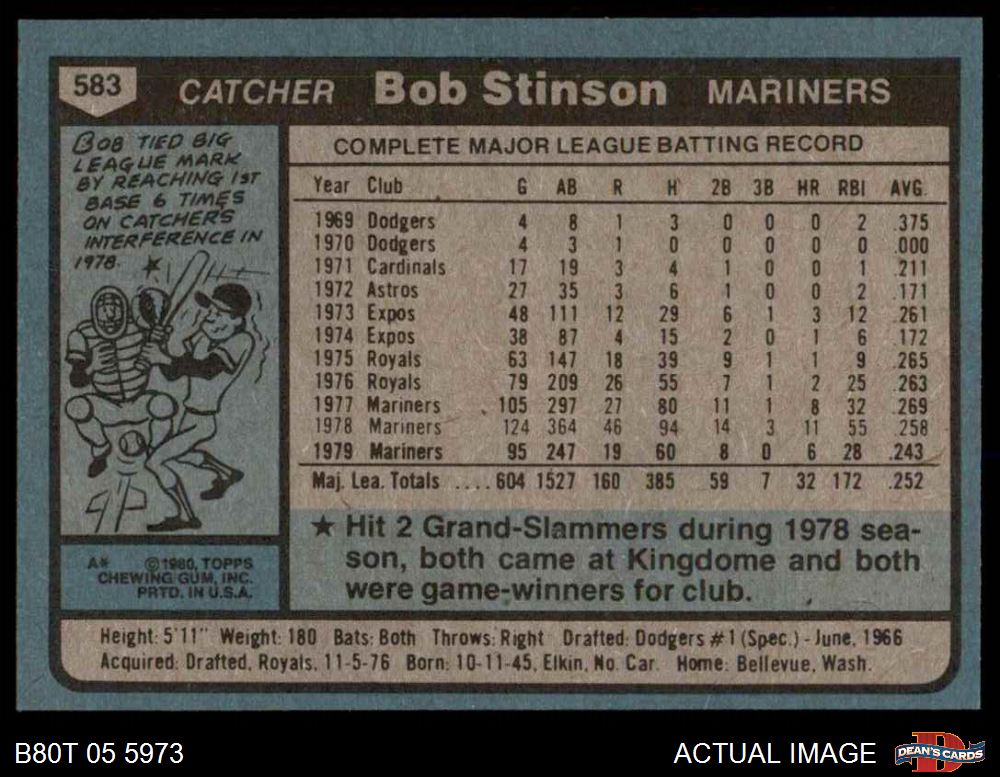 583 CATCHER Bob Stinson MARINERS
BOB TIED BIG
LEAGUE MARK
BY REACHING 1ST
BASE 6 TIMES
ON CATCHERS
INTERFERENCE IN
1978.
COMPLETE MAJOR LEAGUE BATTING RECORD
Year Club G AB R H 2B 3B HR RBI AVG.
1969 Dodgers 4 8 1 3 0 0 0 2 .375
1970 Dodgers 4 3 1 0 0 0 0 0 .000
1971 Cardinals 17 19 3 4 1 0 0 1 .211
1972 Astros 27 35 3 6 1 0 0 2 .171
1973 Expos 48 111 12 29 6 1 3 12 .261
1974 Expos 38 87 4 15 2 0 1 6 .172
1975 Royals 63 147 18 39 9 1 1 9 .265
1976 Royals 79 209 26 55 7 1 2 25 .263
1977 Mariners 105 297 27 80 11 1 8 32 .269
1978 Mariners 124 364 46 94 14 3 11 55 .258
1979 Mariners 95 247 19 60 8 0 6 28 .243
Maj. Lea. Totals .... 604 1527 160 385 59 7 32 172 .252
★ Hit 2 Grand-Slammers during 1978 sea-
son, both came at Kingdome and both
were game-winners for club.
A* ©1980, TOPPS
CHEWING GUM, INC.
PRTD. IN U.S.A.
Height: 5'11" Weight: 180 Bats: Both Throws: Right Drafted: Dodgers #1 (Spec.) - June, 1966
Acquired: Drafted, Royals, 11-5-76 Born: 10-11-45, Elkin, No. Car. Home: Bellevue, Wash.
B80T 05 5973 ACTUAL IMAGE DEAN'S CARDS